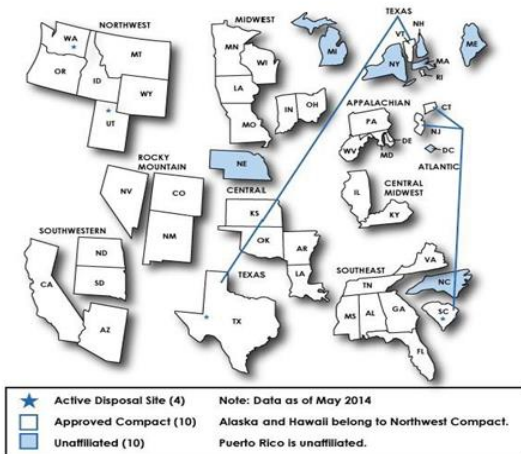 NORTHWEST
WA
MT
OR
ID
WY
UT
MIDWEST
MN
WI
IA
MO
IN
OH
MI
TEXAS
VT
NH
NY
MA
RI
ME
APPALACHIAN
PA
WV
MD
DE
CT
NJ
DC
ATLANTIC
NE
ROCKY
MOUNTAIN
NV
CO
NM
CENTRAL
KS
OK
AR
LA
CENTRAL
MIDWEST
IL
KY
SOUTHWESTERN
CA
ND
SD
AZ
TEXAS
TX
SOUTHEAST
VA
TN
NC
SC
MS
AL
GA
FL
Active Disposal Site (4)
Note: Data as of May 2014
Approved Compact (10)
Alaska and Hawaii belong to Northwest Compact.
Unaffiliated (10)
Puerto Rico is unaffiliated.